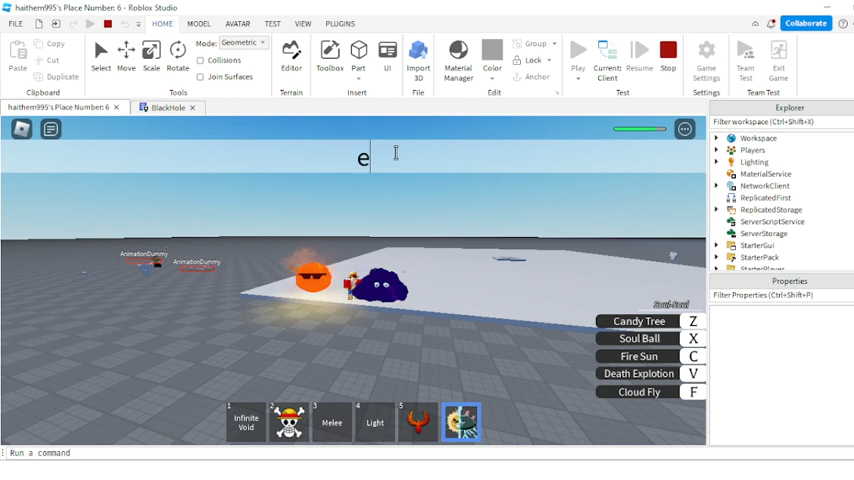 haithem995's Place Number: 6 - Roblox Studio
FILE HOME MODEL AVATAR TEST VIEW PLUGINS Collaborate
Copy
Cut
Duplicate
Paste
Clipboard
Select Move Scale Rotate
Mode: Geometric
Collisions
Join Surfaces
Tools
Editor
Terrain
Toolbox Part UI
Insert
Import 3D
File
Material Manager
Color
Group
Lock
Anchor
Edit
Play
Current: Client
Resume
Stop
Test
Game Settings
Settings
Team Test
Exit Game
Team Test
haithem995's Place Number: 6 BlackHole
e
AnimationDummy
AnimationDummy
Soul-Soul
Candy Tree Z
Soul Ball X
Fire Sun C
Death Explotion V
Cloud Fly F
1 Infinite Void
2
3 Melee
4 Light
5
Explorer
Filter workspace (Ctrl+Shift+X)
Workspace
Players
Lighting
MaterialService
NetworkClient
ReplicatedFirst
ReplicatedStorage
ServerScriptService
ServerStorage
StarterGui
StarterPack
StarterPlayer
Properties
Filter Properties (Ctrl+Shift+P)
Run a command